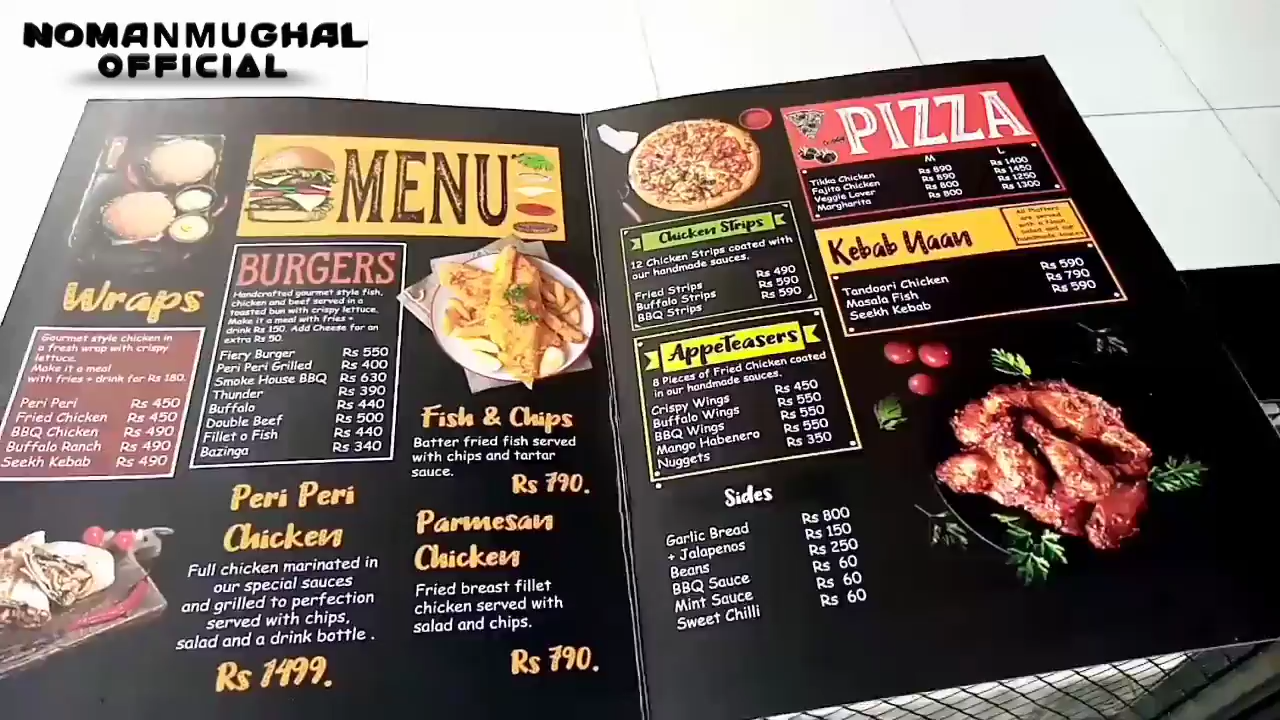 NOMANMUGHAL
OFFICIAL
MENU
Wraps
Gourmet style chicken in
a fresh wrap with crispy
lettuce.
Make it a meal
with fries + drink for Rs 180.
Peri Peri Rs 450
Fried Chicken Rs 450
BBQ Chicken Rs 490
Buffalo Ranch Rs 490
Seekh Kebab Rs 490
BURGERS
Handcrafted gourmet style fish,
chicken and beef served in a
toasted bun with crispy lettuce.
Make it a meal with fries +
drink Rs 150. Add Cheese for an
extra Rs 50.
Fiery Burger Rs 550
Peri Peri Grilled Rs 400
Smoke House BBQ Rs 630
Thunder Rs 390
Buffalo Rs 440
Double Beef Rs 500
Fillet o Fish Rs 440
Bazinga Rs 340
Fish & Chips
Batter fried fish served
with chips and tartar
sauce.
Rs 790.
Peri Peri
Chicken
Full chicken marinated in
our special sauces
and grilled to perfection
served with chips,
salad and a drink bottle .
Rs 1499.
Parmesan
Chicken
Fried breast fillet
chicken served with
salad and chips.
Rs 790.
PIZZA
M L
Tikka Chicken Rs 890 Rs 1400
Fajita Chicken Rs 890 Rs 1450
Veggie Lover Rs 800 Rs 1250
Margharita Rs 800 Rs 1300
Chicken Strips
12 Chicken Strips coated with
our handmade sauces.
Fried Strips Rs 490
Buffalo Strips Rs 590
BBQ Strips Rs 590
Kebab Naan
All Platters
are served
with a Naan,
Salad and our
handmade sauces
Tandoori Chicken Rs 590
Masala Fish Rs 790
Seekh Kebab Rs 590
Appeteasers
8 Pieces of Fried Chicken coated
in our handmade sauces.
Crispy Wings Rs 450
Buffalo Wings Rs 550
BBQ Wings Rs 550
Mango Habenero Rs 550
Nuggets Rs 350
Sides
Garlic Bread Rs 800
+ Jalapenos Rs 150
Beans Rs 250
BBQ Sauce Rs 60
Mint Sauce Rs 60
Sweet Chilli Rs 60